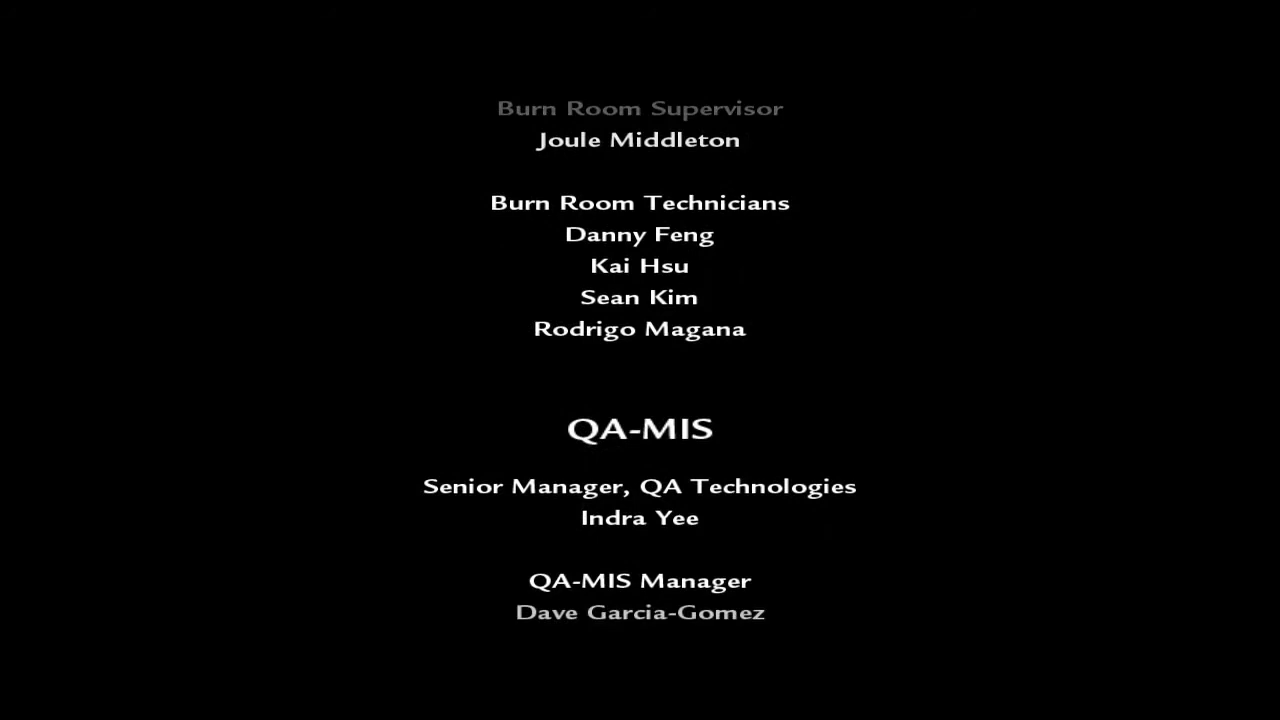 Burn Room Supervisor
Joule Middleton
Burn Room Technicians
Danny Feng
Kai Hsu
Sean Kim
Rodrigo Magana
QA-MIS
Senior Manager, QA Technologies
Indra Yee
QA-MIS Manager
Dave Garcia-Gomez